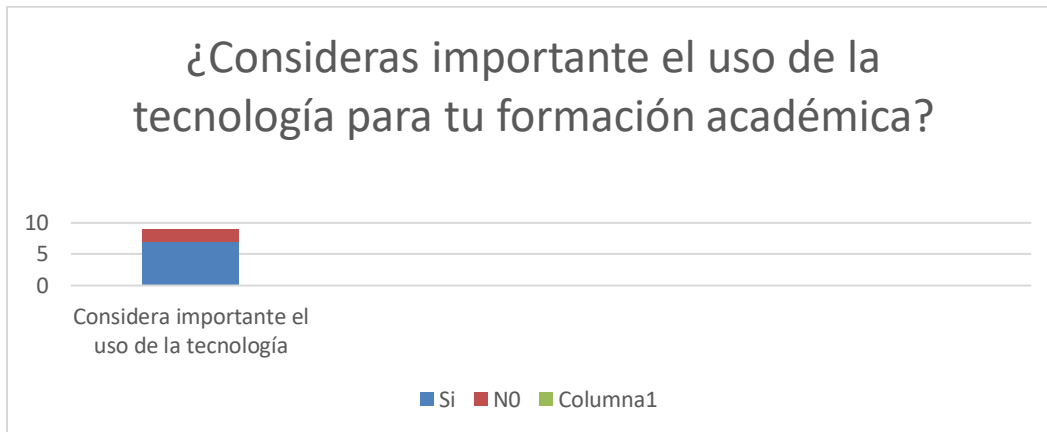 ¿Consideras importante el uso de la
tecnología para tu formación académica?
10
5
0
Considera importante el
uso de la tecnología
Si N0 Columna1